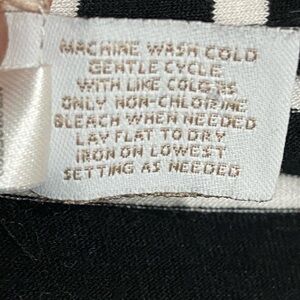 MACHINE WASH COLD
GENTLE CYCLE
WITH LIKE COLORS
ONLY NON-CHLORINE
BLEACH WHEN NEEDED
LAY FLAT TO DRY
IRON ON LOWEST
SETTING AS NEEDED